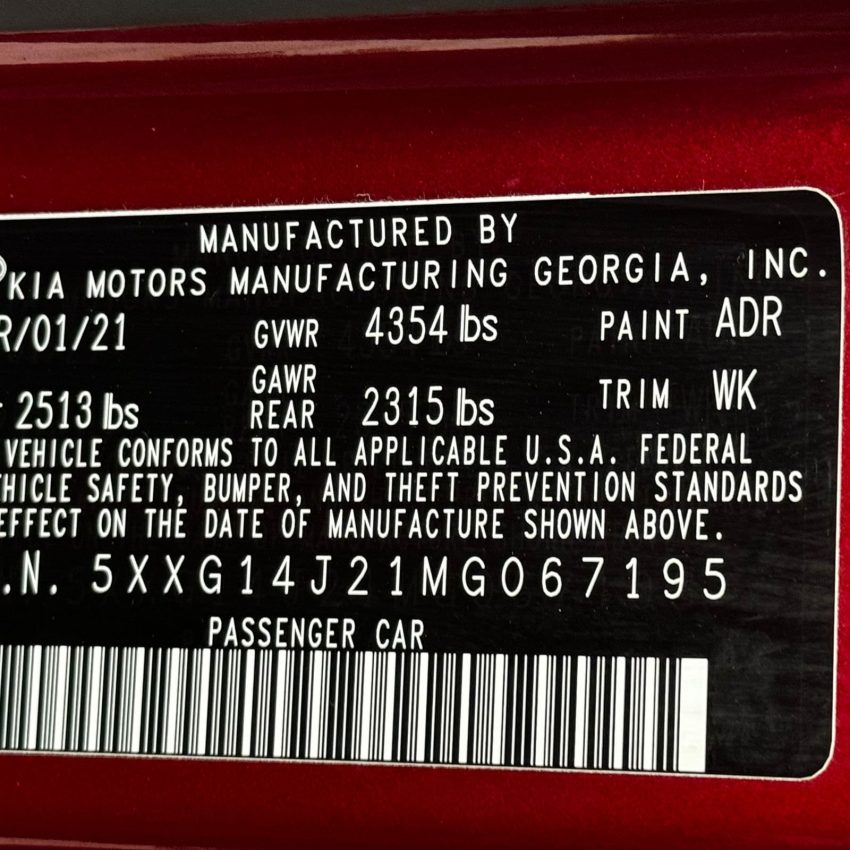 MANUFACTURED BY
KIA MOTORS MANUFACTURING GEORGIA, INC.
R/01/21 GVWR 4354 lbs PAINT ADR
2513 lbs GAWR REAR 2315 lbs TRIM WK
VEHICLE CONFORMS TO ALL APPLICABLE U.S.A. FEDERAL
HICLE SAFETY, BUMPER, AND THEFT PREVENTION STANDARDS
EFFECT ON THE DATE OF MANUFACTURE SHOWN ABOVE.
.N. 5XXG14J21MG067195
PASSENGER CAR